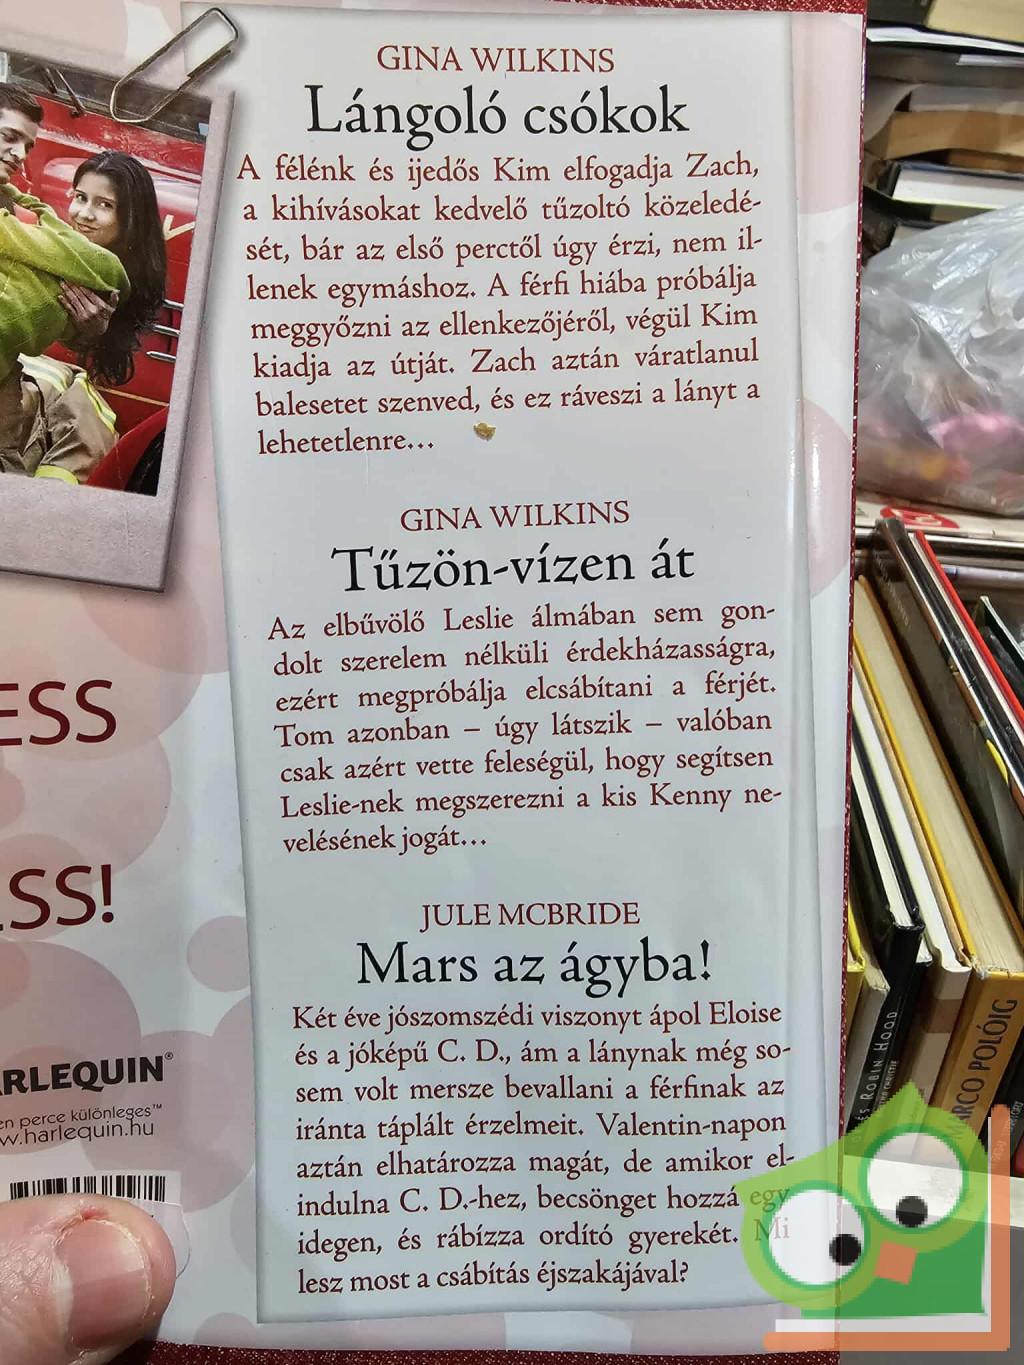 GINA WILKINS
Lángoló csókok
A félénk és ijedős Kim elfogadja Zach,
a kihívásokat kedvelő tűzoltó közeledé-
sét, bár az első perctől úgy érzi, nem il-
lenek egymáshoz. A férfi hiába próbálja
meggyőzni az ellenkezőjéről, végül Kim
kiadja az útját. Zach aztán váratlanul
balesetet szenved, és ez ráveszi a lányt a
lehetetlenre...
GINA WILKINS
Tűzön-vízen át
Az elbűvölő Leslie álmában sem gon-
dolt szerelem nélküli érdekházasságra,
ezért megpróbálja elcsábítani a férjét.
Tom azonban – úgy látszik – valóban
csak azért vette feleségül, hogy segítsen
Leslie-nek megszerezni a kis Kenny ne-
velésének jogát...
JULE MCBRIDE
Mars az ágyba!
Két éve jószomszédi viszonyt ápol Eloise
és a jóképű C. D., ám a lánynak még so-
sem volt mersze bevallani a férfinak az
iránta táplált érzelmeit. Valentin-napon
aztán elhatározza magát, de amikor el-
indulna C. D.-hez, becsönget hozzá egy
idegen, és rábízza ordító gyerekét. Mi
lesz most a csábítás éjszakájával?
ESS
SS!
ARLEQUIN®
en perce különleges™
w.harlequin.hu
ÉS ROBIN HOOD
MARCO POLÓIG